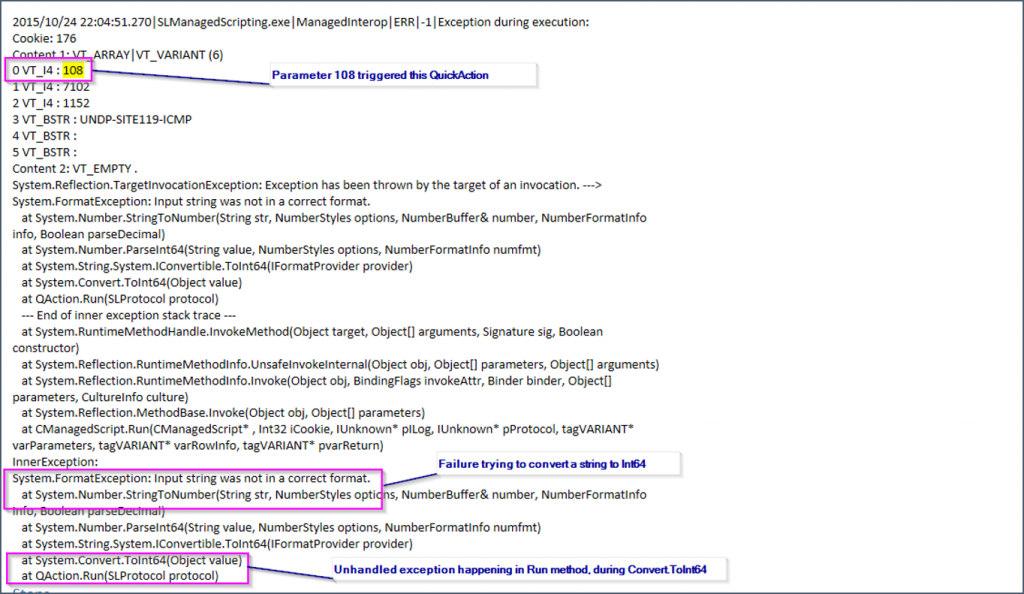 2015/10/24 22:04:51.270|SLManagedScripting.exe|ManagedInterop|ERR|-1|Exception during execution:
Cookie: 176
Content 1: VT_ARRAY|VT_VARIANT (6)
0 VT_I4 : 108
Parameter 108 triggered this QuickAction
1 VT_I4 : 7102
2 VT_I4 : 1152
3 VT_BSTR : UNDP-SITE119-ICMP
4 VT_BSTR :
5 VT_BSTR :
Content 2: VT_EMPTY .
System.Reflection.TargetInvocationException: Exception has been thrown by the target of an invocation. --->
System.FormatException: Input string was not in a correct format.
at System.Number.StringToNumber(String str, NumberStyles options, NumberBuffer& number, NumberFormatInfo
info, Boolean parseDecimal)
at System.Number.ParseInt64(String value, NumberStyles options, NumberFormatInfo numfmt)
at System.String.System.IConvertible.ToInt64(IFormatProvider provider)
at System.Convert.ToInt64(Object value)
at QAction.Run(SLProtocol protocol)
--- End of inner exception stack trace ---
at System.RuntimeMethodHandle.InvokeMethod(Object target, Object[] arguments, Signature sig, Boolean
constructor)
at System.Reflection.RuntimeMethodInfo.UnsafeInvokeInternal(Object obj, Object[] parameters, Object[] arguments)
at System.Reflection.RuntimeMethodInfo.Invoke(Object obj, BindingFlags invokeAttr, Binder binder, Object[]
parameters, CultureInfo culture)
at System.Reflection.MethodBase.Invoke(Object obj, Object[] parameters)
at CManagedScript.Run(CManagedScript* , Int32 iCookie, IUnknown* pILog, IUnknown* pProtocol, tagVARIANT*
varParameters, tagVARIANT* varRowInfo, tagVARIANT* pvarReturn)
InnerException:
Failure trying to convert a string to Int64
System.FormatException: Input string was not in a correct format.
at System.Number.StringToNumber(String str, NumberStyles options, NumberBuffer& number, NumberFormatInfo
info, Boolean parseDecimal)
at System.Number.ParseInt64(String value, NumberStyles options, NumberFormatInfo numfmt)
at System.String.System.IConvertible.ToInt64(IFormatProvider provider)
at System.Convert.ToInt64(Object value)
Unhandled exception happening in Run method, during Convert.ToInt64
at QAction.Run(SLProtocol protocol)